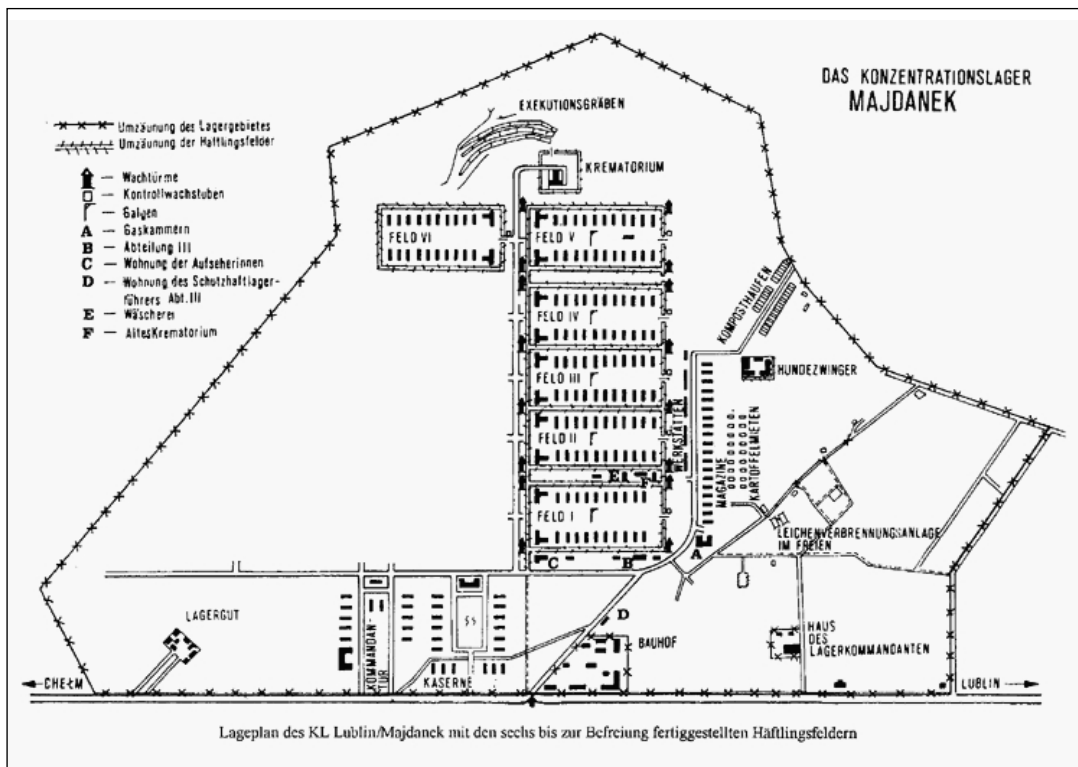 DAS KONZENTRATIONSLAGER
MAJDANEK
Umzäunung des Lagergebietes
Umzäunung der Häftlingsfelder
— Wachtürme
— Kontrollwachstuben
— Galgen
A — Gaskammern
B — Abteilung III
C — Wohnung der Aufseherinnen
D — Wohnung des Schutzhaftlager-
führers Abt. III
E — Wäscherei
F — Altes Krematorium
EXEKUTIONSGRÄBEN
KREMATORIUM
FELD VI
FELD V
FELD IV
FELD III
FELD II
FELD I
E
F
KOMPOSTHAUFEN
HUNDEZWINGER
WERKSTÄTTEN
MAGAZINE
KARTOFFELMIETEN
LEICHENVERBRENNUNGSANLAGE
IM FREIEN
A
C
B
D
LAGERGUT
KOMMANDAN-
TUR
SS
KASERNE
BAUHOF
HAUS
DES
LAGERKOMMANDANTEN
CHEŁM
LUBLIN
Lageplan des KL Lublin/Majdanek mit den sechs bis zur Befreiung fertiggestellten Häftlingsfeldern